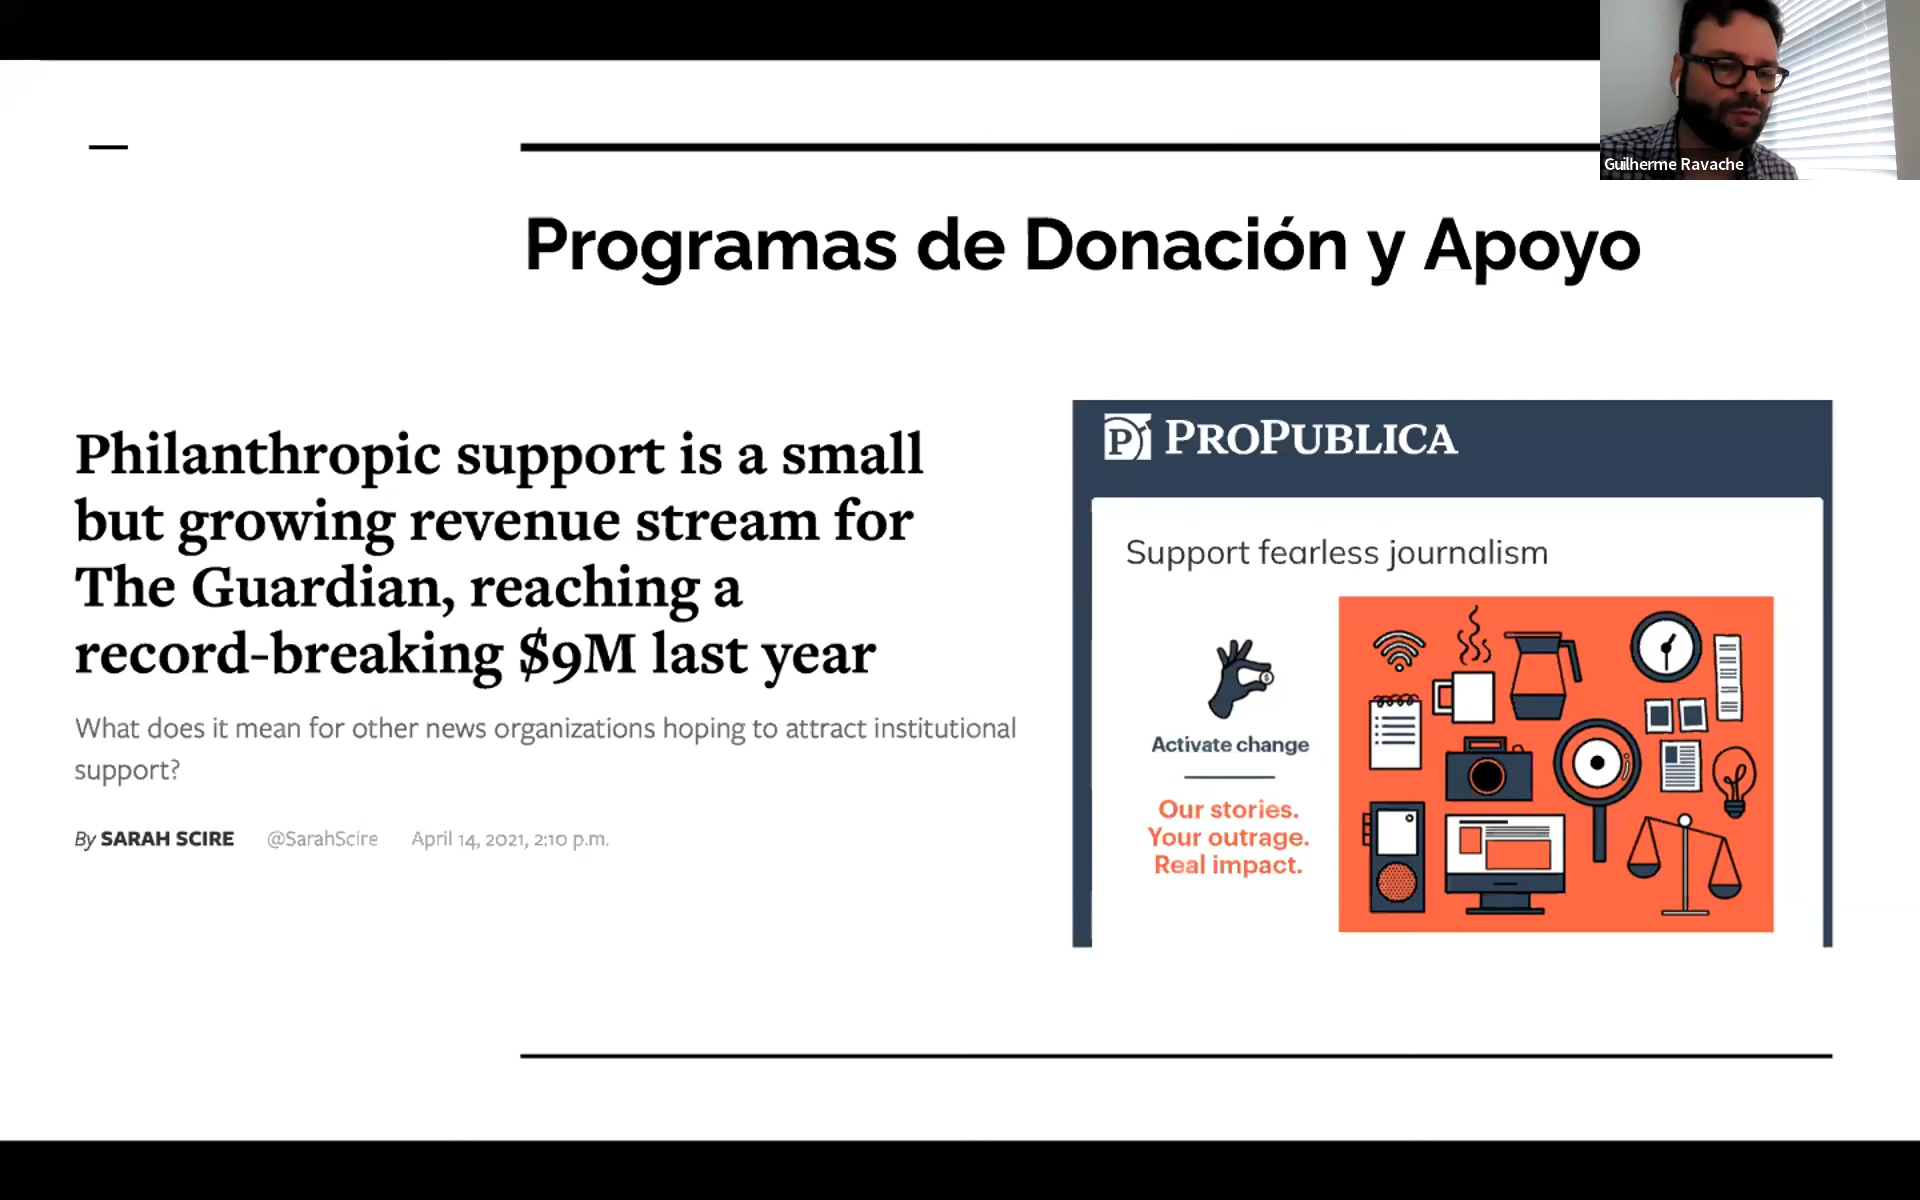 Guilherme Ravache
Programas de Donación y Apoyo
Philanthropic support is a small
but growing revenue stream for
The Guardian, reaching a
record-breaking $9M last year
What does it mean for other news organizations hoping to attract institutional
support?
By SARAH SCIRE @SarahScire April 14, 2021, 2:10 p.m.
P PROPUBLICA
Support fearless journalism
Activate change
Our stories.
Your outrage.
Real impact.